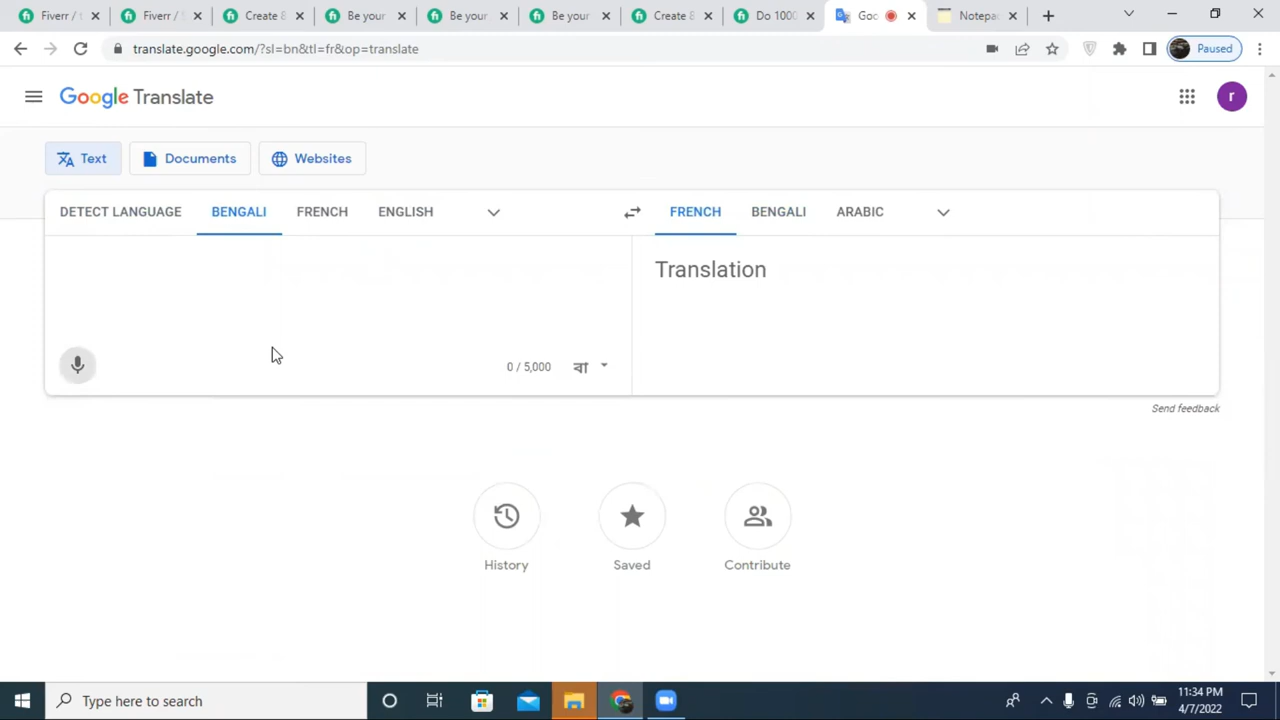 Fiverr /
Fiverr /
Create 8
Be your
Be your
Be your
Create 8
Do 1000
Goo
Notepa
translate.google.com/?sl=bn&tl=fr&op=translate
Paused
Google Translate
r
Text
Documents
Websites
DETECT LANGUAGE
BENGALI
FRENCH
ENGLISH
FRENCH
BENGALI
ARABIC
Translation
0 / 5,000
বা
Send feedback
History
Saved
Contribute
Type here to search
11:34 PM
4/7/2022